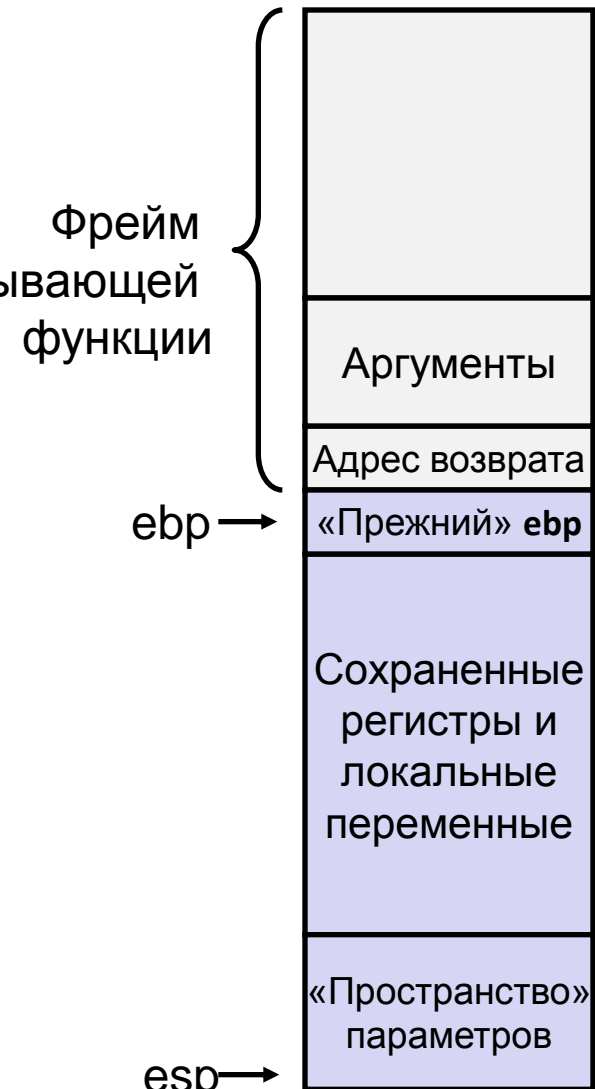 Фрейм
ывающей
функции
Аргументы
Адрес возврата
ebp
«Прежний» ebp
Сохраненные
регистры и
локальные
переменные
«Пространство»
параметров
esp